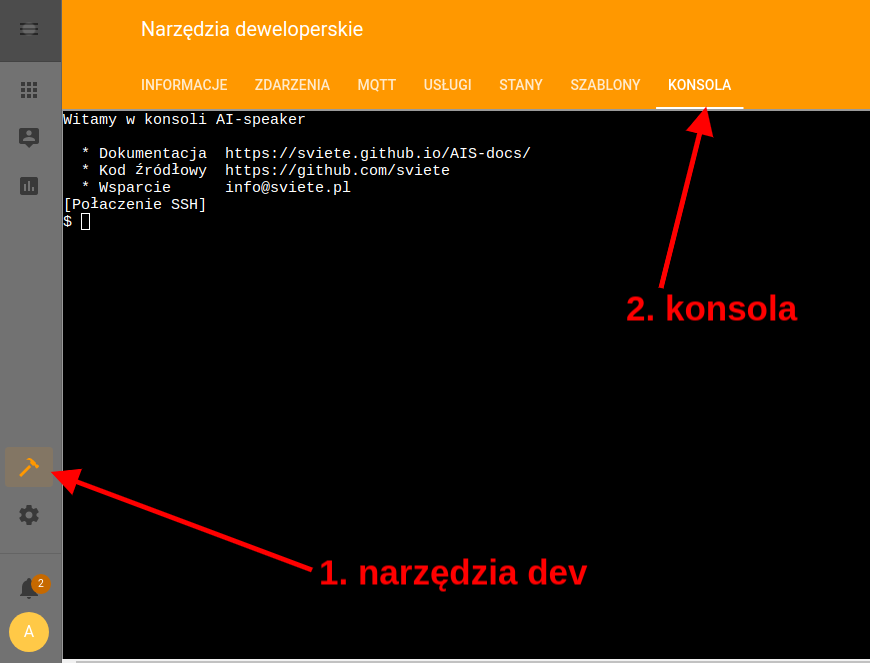 Narzędzia deweloperskie
INFORMACJE ZDARZENIA MQTT USŁUGI STANY SZABLONY KONSOLA
Witamy w konsoli AI-speaker
* Dokumentacja https://sviete.github.io/AIS-docs/
* Kod źródłowy https://github.com/sviete
* Wsparcie info@sviete.pl
[Połaczenie SSH]
$
2. konsola
1. narzędzia dev
2
A